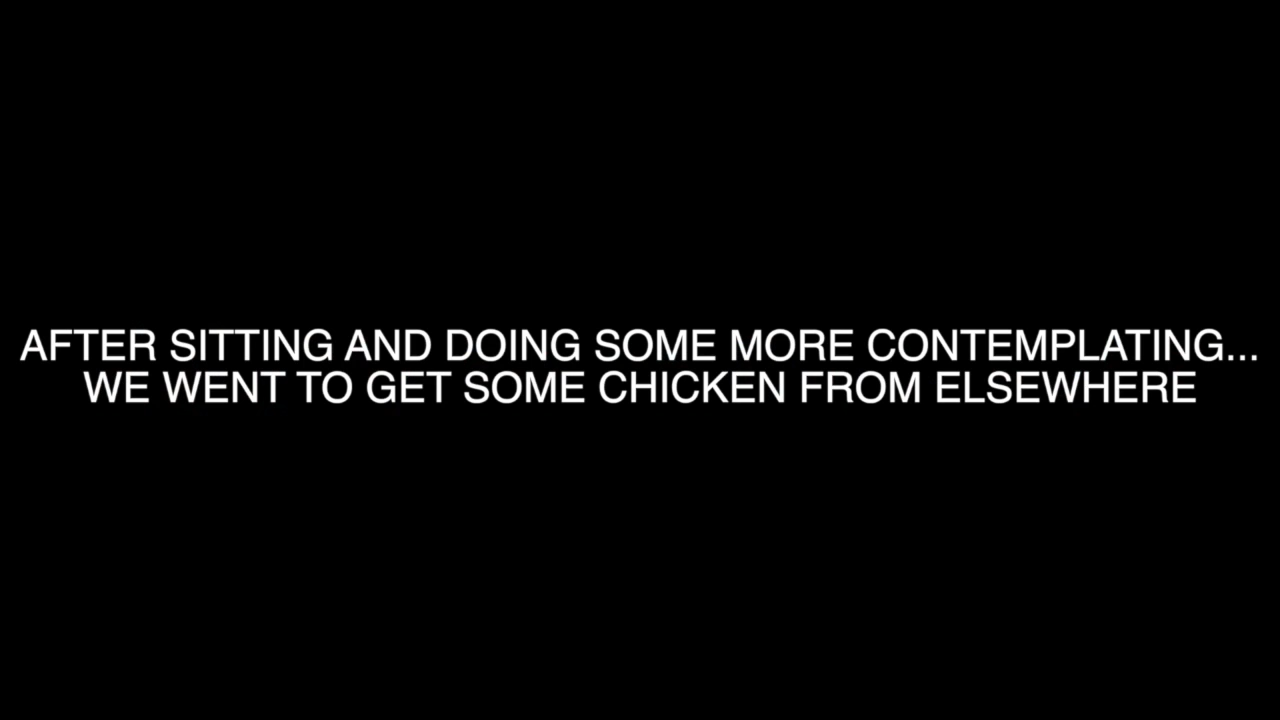 AFTER SITTING AND DOING SOME MORE CONTEMPLATING...
WE WENT TO GET SOME CHICKEN FROM ELSEWHERE